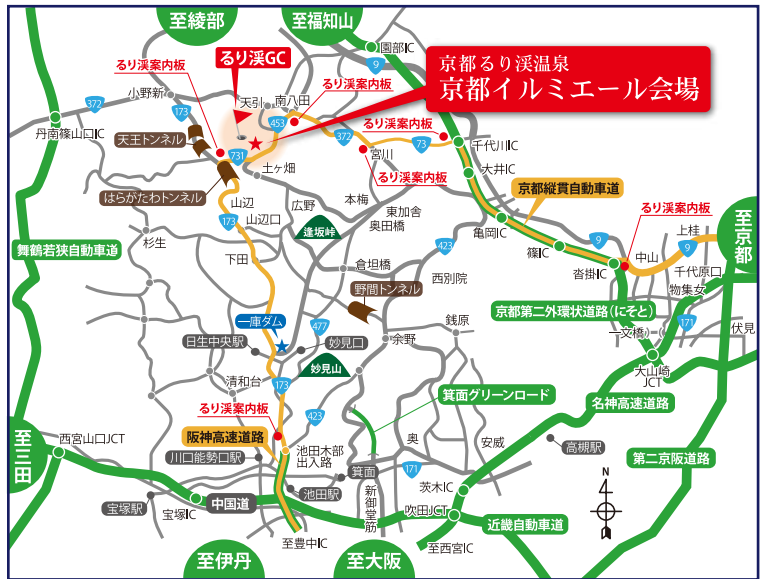 至綾部
至福知山
園部IC
9
るり渓GC
京都るり渓温泉
京都イルミエール会場
るり渓案内板
小野新
天引
南八田
るり渓案内板
372
173
453
丹南篠山口IC
天王トンネル
372
るり渓案内板
731
宮川
73
千代川IC
土ヶ畑
大井IC
はらがたわトンネル
るり渓案内板
京都縦貫自動車道
山辺
広野
本梅
173
山辺口
東加舎
るり渓案内板
至京都
逢坂峠
奥田橋
亀岡IC
上桂
杉生
423
篠IC
9
中山
9
舞鶴若狭自動車道
下田
倉垣橋
西別院
沓掛IC
千代原口
物集女
野間トンネル
京都第二外環状道路(にそと)
171
一庫ダム
477
銭原
一文橋
伏見
日生中央駅
妙見口
余野
妙見山
大山崎
JCT
清和台
173
箕面グリーンロード
名神高速道路
るり渓案内板
423
至三田
阪神高速道路
西宮山口JCT
池田木部
出入路
奥
安威
高槻駅
第二京阪道路
川口能勢口駅
箕面
171
池田駅
茨木IC
N
宝塚駅
中国道
新御堂筋
宝塚IC
吹田JCT
近畿自動車道
至豊中IC
至西宮IC
至伊丹
至大阪